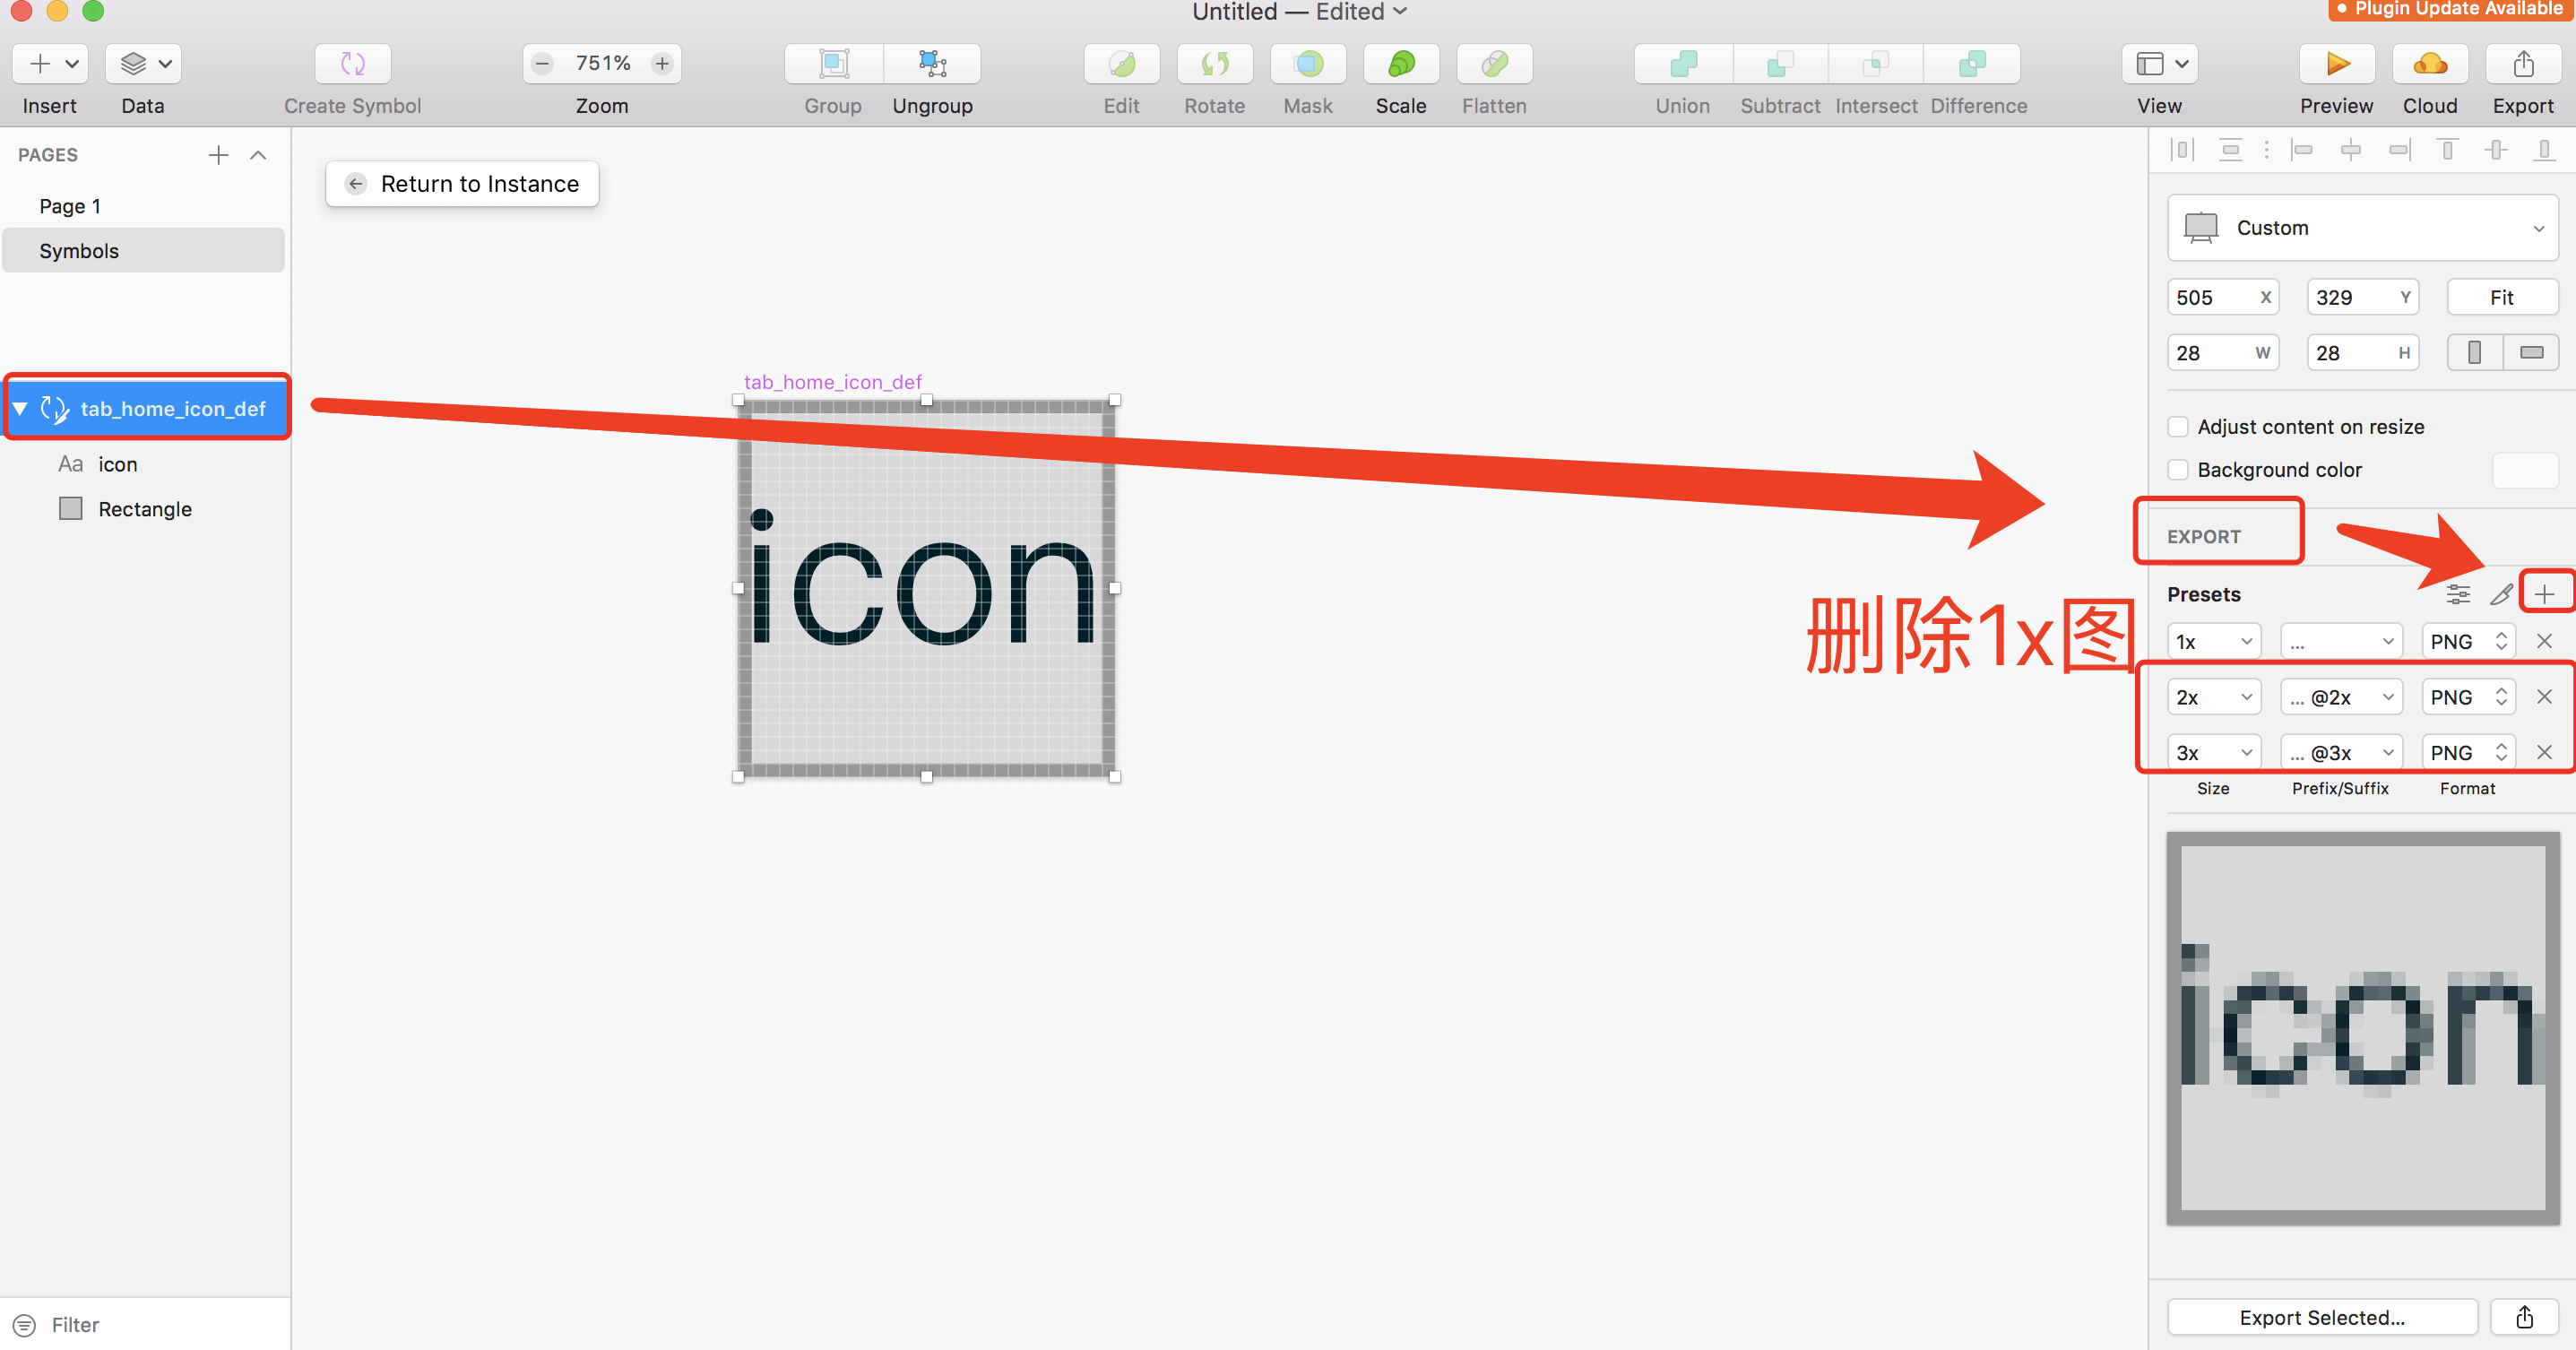 Untitled — Edited
Plugin Update Available
751%
Insert
Data
Create Symbol
Zoom
Group
Ungroup
Edit
Rotate
Mask
Scale
Flatten
Union
Subtract
Intersect
Difference
View
Preview
Cloud
Export
PAGES
Page 1
Symbols
tab_home_icon_def
Aa icon
Rectangle
Filter
Return to Instance
tab_home_icon_def
icon
删除1x图
Custom
505 X
329 Y
Fit
28 W
28 H
Adjust content on resize
Background color
EXPORT
Presets
1x ... PNG
2x ... @2x PNG
3x ... @3x PNG
Size Prefix/Suffix Format
icon
Export Selected...